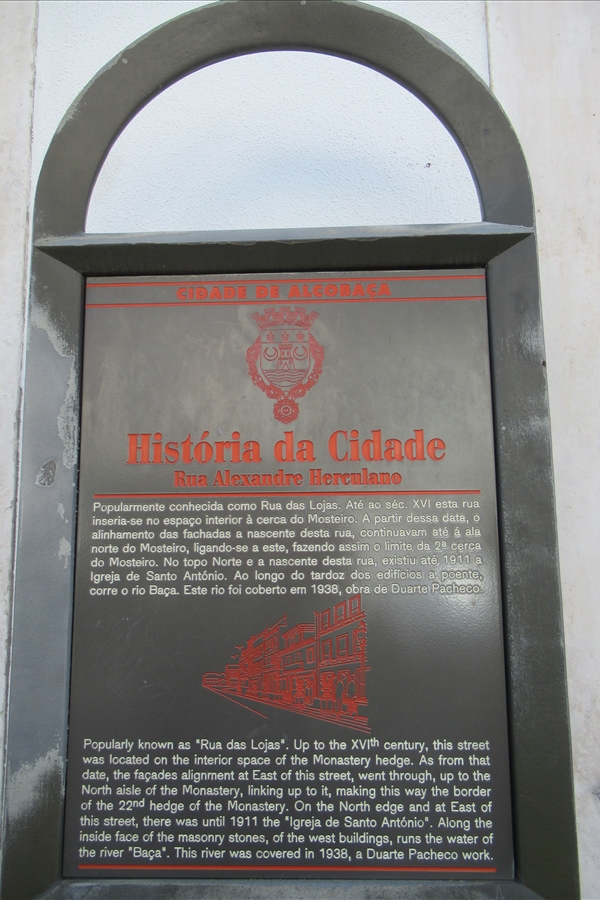 CIDADE DE ALCOBAÇA
História da Cidade
Rua Alexandre Herculano
Popularmente conhecida como Rua das Lojas. Até ao séc. XVI esta rua
inseria-se no espaço interior à cerca do Mosteiro. A partir dessa data, o
alinhamento das fachadas a nascente desta rua, continuavam até á ala
norte do Mosteiro, ligando-se a este, fazendo assim o limite da 2ª cerca
do Mosteiro. No topo Norte e a nascente desta rua, existiu até 1911 a
Igreja de Santo António. Ao longo do tardoz dos edifícios a poente,
corre o rio Baça. Este rio foi coberto em 1938, obra de Duarte Pacheco.
Popularly known as "Rua das Lojas". Up to the XVIth century, this street
was located on the interior space of the Monastery hedge. As from that
date, the façades alignment at East of this street, went through, up to the
North aisle of the Monastery, linking up to it, making this way the border
of the 22nd hedge of the Monastery. On the North edge and at East of
this street, there was until 1911 the "Igreja de Santo António". Along the
inside face of the masonry stones, of the west buildings, runs the water of
the river "Baça". This river was covered in 1938, a Duarte Pacheco work.